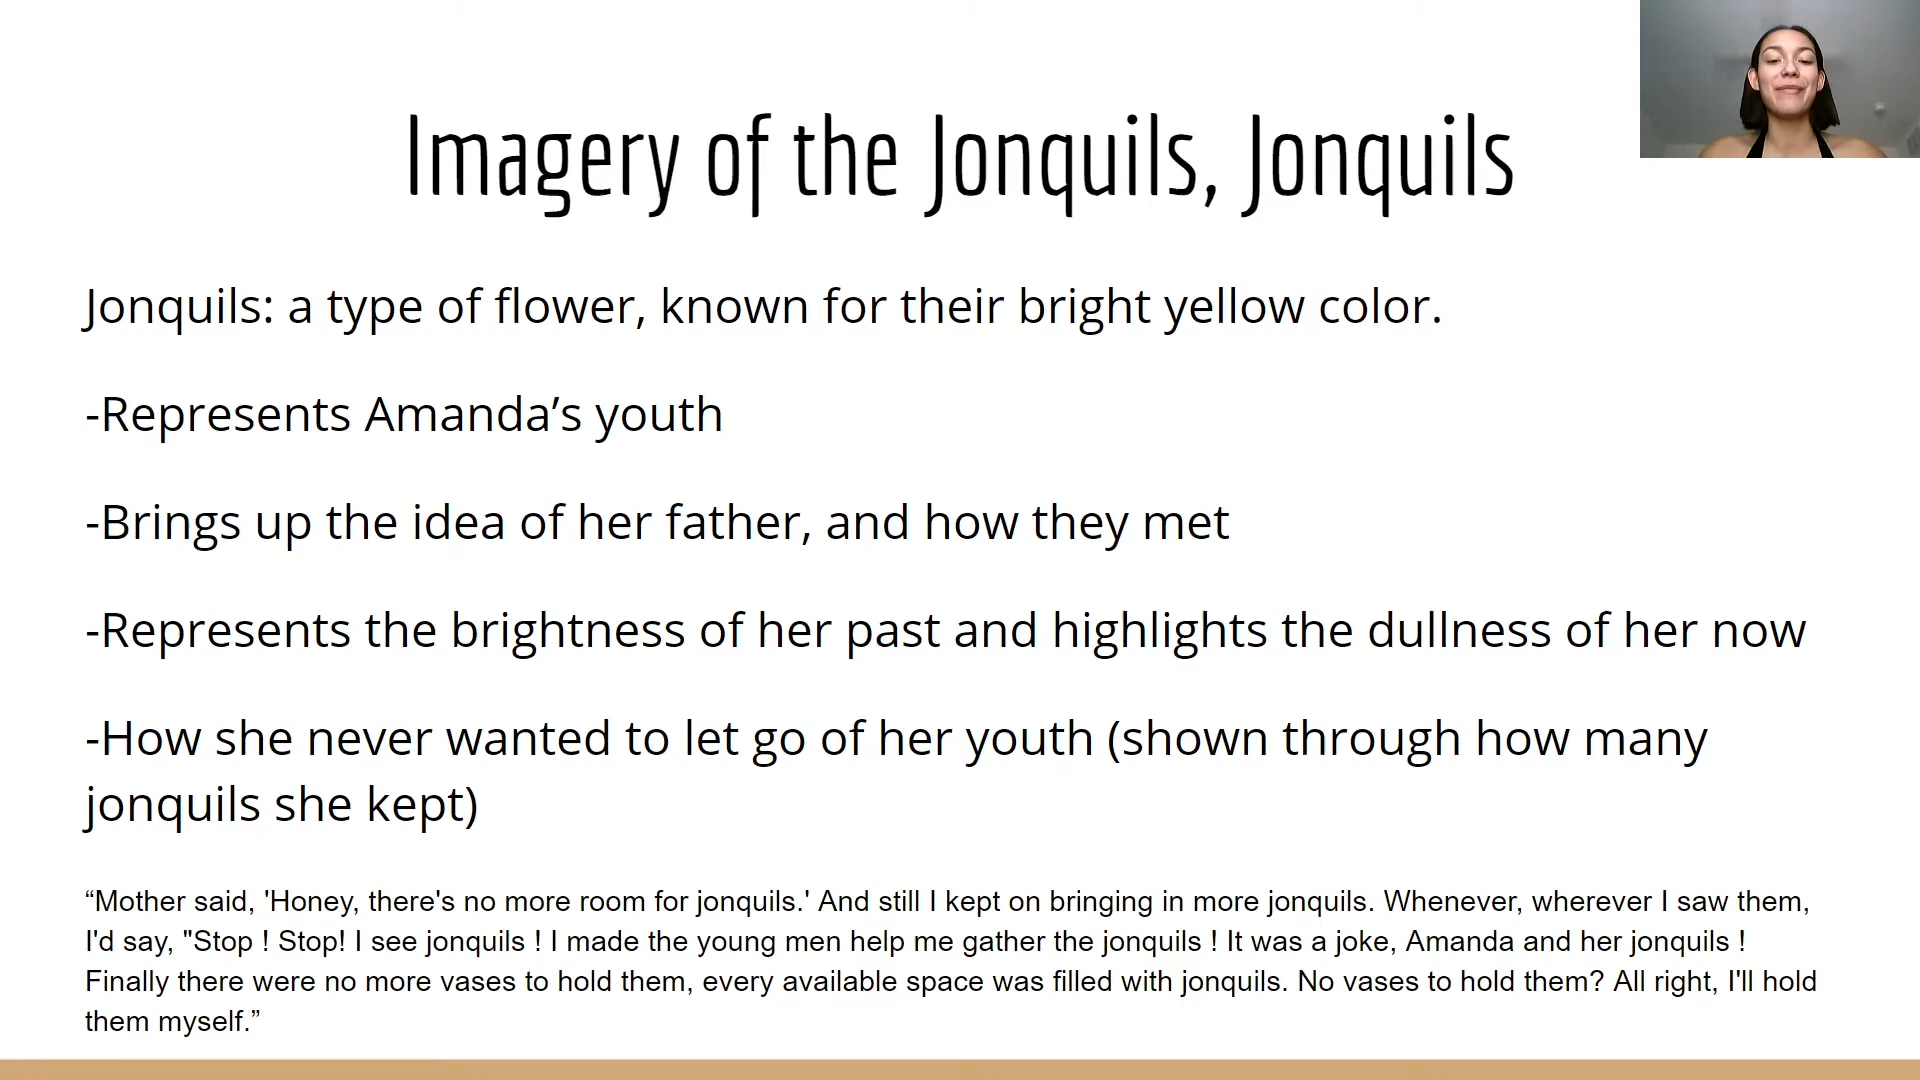 Imagery of the Jonquils, Jonquils
Jonquils: a type of flower, known for their bright yellow color.
-Represents Amanda’s youth
-Brings up the idea of her father, and how they met
-Represents the brightness of her past and highlights the dullness of her now
-How she never wanted to let go of her youth (shown through how many
jonquils she kept)
“Mother said, 'Honey, there's no more room for jonquils.' And still I kept on bringing in more jonquils. Whenever, wherever I saw them,
I'd say, "Stop ! Stop! I see jonquils ! I made the young men help me gather the jonquils ! It was a joke, Amanda and her jonquils !
Finally there were no more vases to hold them, every available space was filled with jonquils. No vases to hold them? All right, I'll hold
them myself.”